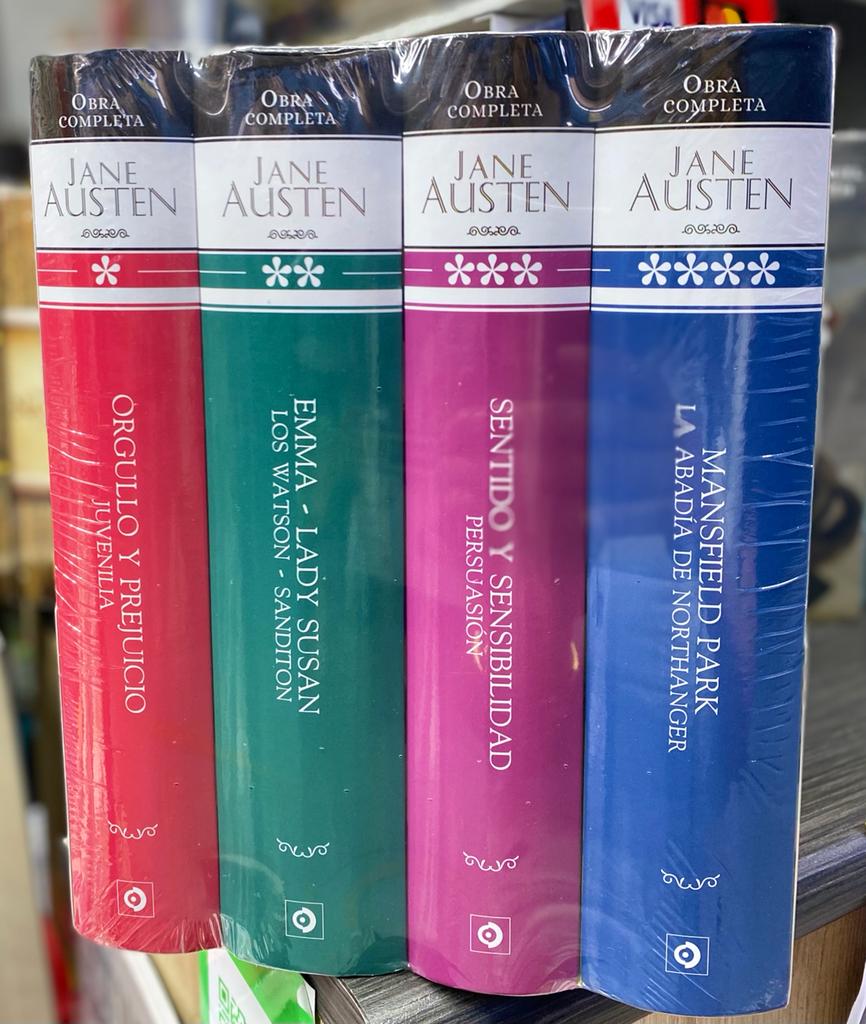 VISA
OBRA
COMPLETA
JANE
AUSTEN
ORGULLO Y PREJUICIO
JUVENILIA
OBRA
COMPLETA
JANE
AUSTEN
EMMA - LADY SUSAN
LOS WATSON - SANDITON
OBRA
COMPLETA
JANE
AUSTEN
SENTIDO Y SENSIBILIDAD
PERSUASIÓN
OBRA
COMPLETA
JANE
AUSTEN
MANSFIELD PARK
LA ABADÍA DE NORTHANGER